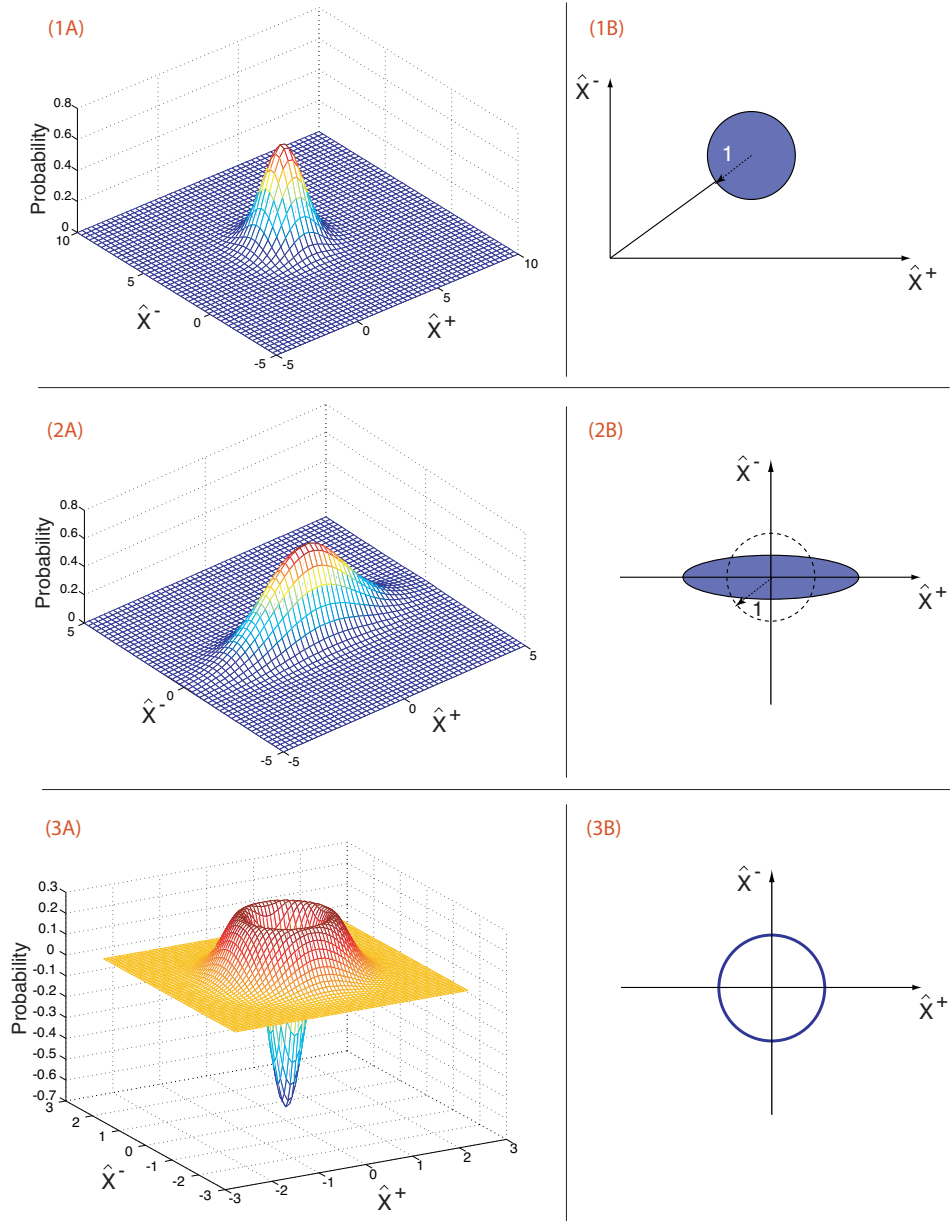 (1A)
0.8
0.6
0.4
0.2
0
Probability
10
5
0
-5
X̂⁻
-5
0
5
10
X̂⁺
(1B)
X̂⁻
1
X̂⁺
(2A)
0.8
0.6
0.4
0.2
0
Probability
5
0
-5
X̂⁻
-5
0
5
X̂⁺
(2B)
X̂⁻
1
X̂⁺
(3A)
0.3
0.2
0.1
0
-0.1
-0.2
-0.3
-0.4
-0.5
-0.6
-0.7
Probability
3
2
1
0
-1
-2
-3
X̂⁻
-3
-2
-1
0
1
2
3
X̂⁺
(3B)
X̂⁻
X̂⁺